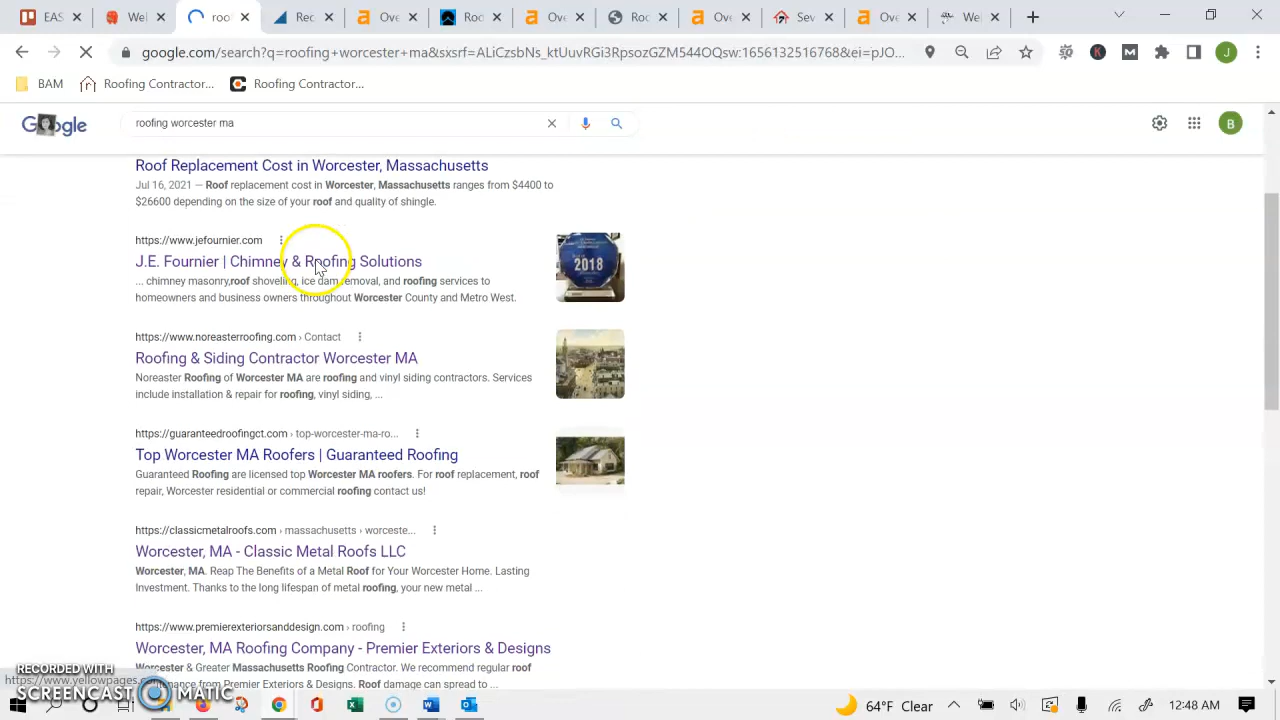 roo
Roo
Ove
Roo
Ove
Roo
Ove
Sev
Ove
Wel
google.com/search?q=roofing+worcester+ma&sxsrf=ALiCzsbNs_ktUuvRGi3RpsozGZM544OQsw:1656132516768&ei=pJO...
K
M
J
BAM
Roofing Contractor...
Roofing Contractor...
Google
roofing worcester ma
B
Roof Replacement Cost in Worcester, Massachusetts
Jul 16, 2021 — Roof replacement cost in Worcester, Massachusetts ranges from $4400 to
$26600 depending on the size of your roof and quality of shingle.
https://www.jefournier.com
J.E. Fournier | Chimney & Roofing Solutions
... chimney masonry,roof shoveling, ice dam removal, and roofing services to
homeowners and business owners throughout Worcester County and Metro West.
2018
https://www.noreasterroofing.com › Contact
Roofing & Siding Contractor Worcester MA
Noreaster Roofing of Worcester MA are roofing and vinyl siding contractors. Services
include installation & repair for roofing, vinyl siding, ...
https://guaranteedroofingct.com › top-worcester-ma-ro...
Top Worcester MA Roofers | Guaranteed Roofing
Guaranteed Roofing are licensed top Worcester MA roofers. For roof replacement, roof
repair, Worcester residential or commercial roofing contact us!
https://classicmetalroofs.com › massachusetts › worceste...
Worcester, MA - Classic Metal Roofs LLC
Worcester, MA. Reap The Benefits of a Metal Roof for Your Worcester Home. Lasting
Investment. Thanks to the long lifespan of metal roofing, your new metal ...
https://www.premierexteriorsanddesign.com › roofing
Worcester, MA Roofing Company - Premier Exteriors & Designs
Worcester & Greater Massachusetts Roofing Contractor. We recommend regular roof
from Premier Exteriors & Designs. Roof damage can spread to ...
https://www.yellowpages.
RECORDED WITH
SCREENCAST MATIC
64°F Clear
12:48 AM